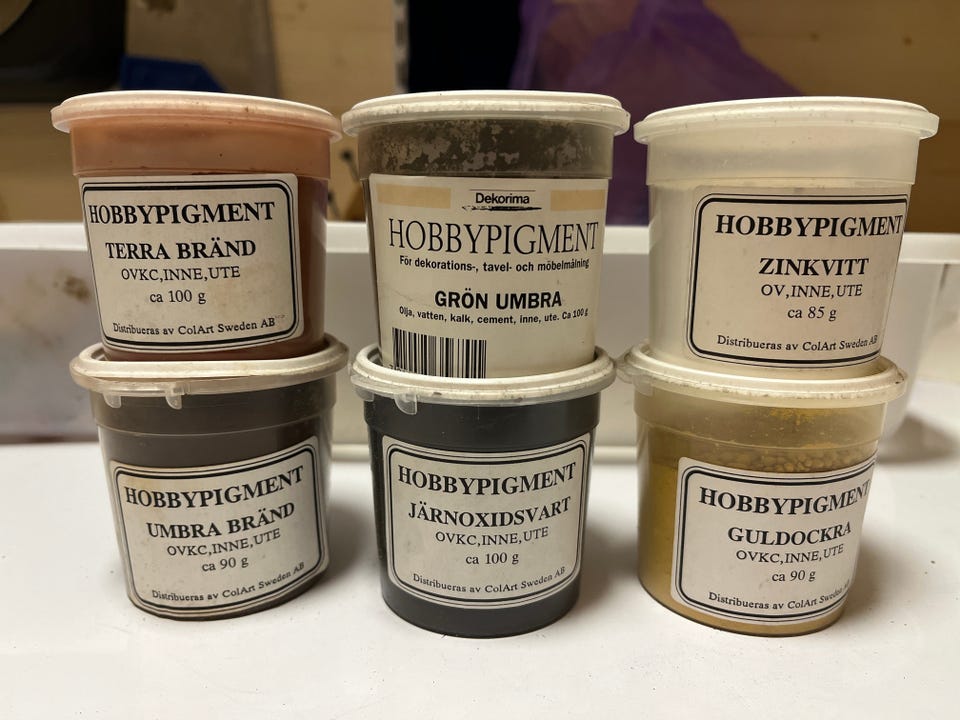 HOBBYPIGMENT
TERRA BRÄND
OVKC,INNE,UTE
ca 100 g
Distribueras av ColArt Sweden AB
Dekorima
HOBBYPIGMENT
För dekorations-, tavel- och möbelmålning
GRÖN UMBRA
Olja, vatten, kalk, cement, inne, ute. Ca 100 g
HOBBYPIGMENT
ZINKVITT
OV,INNE,UTE
ca 85 g
Distribueras av ColArt Sweden AB
HOBBYPIGMENT
UMBRA BRÄND
OVKC,INNE,UTE
ca 90 g
Distribueras av ColArt Sweden AB
HOBBYPIGMENT
JÄRNOXIDSVART
OVKC,INNE,UTE
ca 100 g
Distribueras av ColArt Sweden AB
HOBBYPIGMENT
GULDOCKRA
OVKC,INNE,UTE
ca 90 g
Distribueras av ColArt Sweden AB